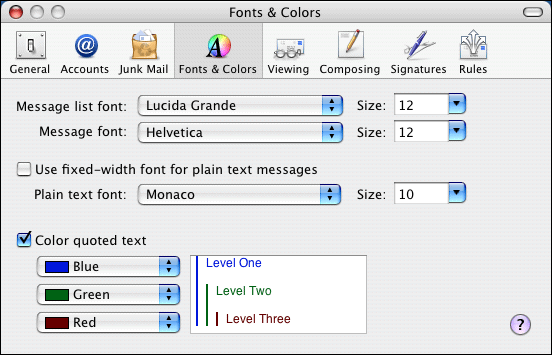 Fonts & Colors
General Accounts Junk Mail Fonts & Colors Viewing Composing Signatures Rules
Message list font: Lucida Grande Size: 12
Message font: Helvetica Size: 12
Use fixed-width font for plain text messages
Plain text font: Monaco Size: 10
Color quoted text
Blue Level One
Green Level Two
Red Level Three
?